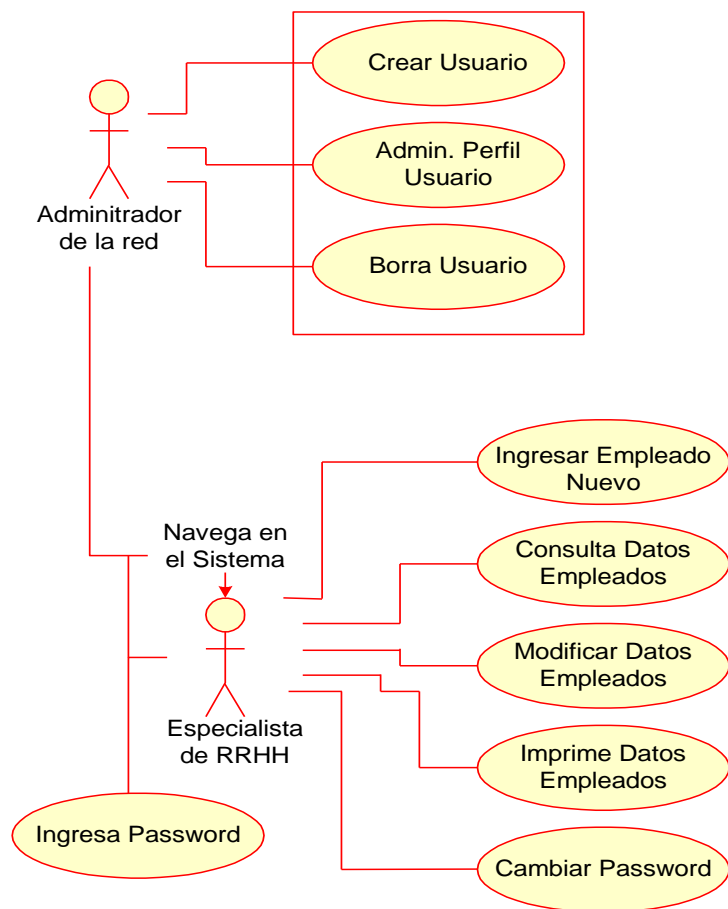 Crear Usuario
Admin. Perfil
Usuario
Borra Usuario
Adminitrador
de la red
Ingresar Empleado
Nuevo
Navega en
el Sistema
Consulta Datos
Empleados
Modificar Datos
Empleados
Especialista
de RRHH
Imprime Datos
Empleados
Ingresa Password
Cambiar Password